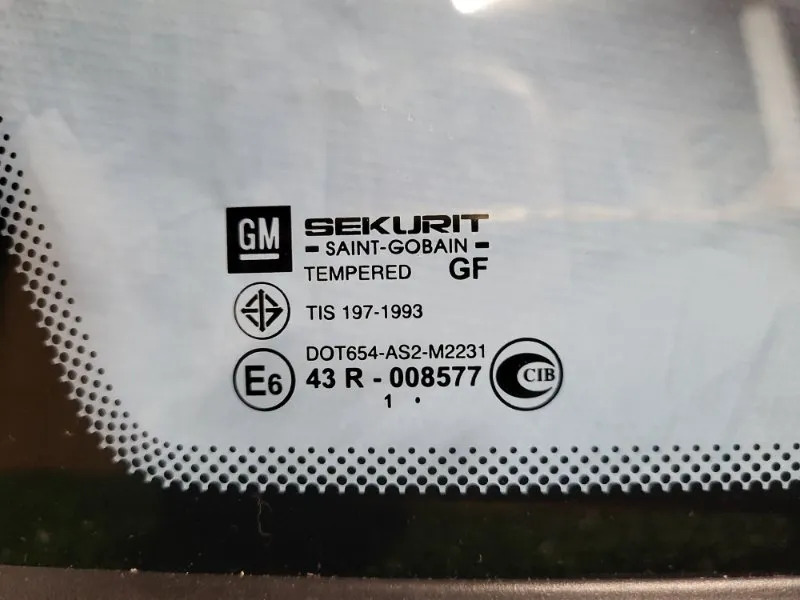 GM
SEKURIT
SAINT-GOBAIN
TEMPERED GF
TIS 197-1993
DOT654-AS2-M2231
E6 43 R - 008577 CIB
1 .